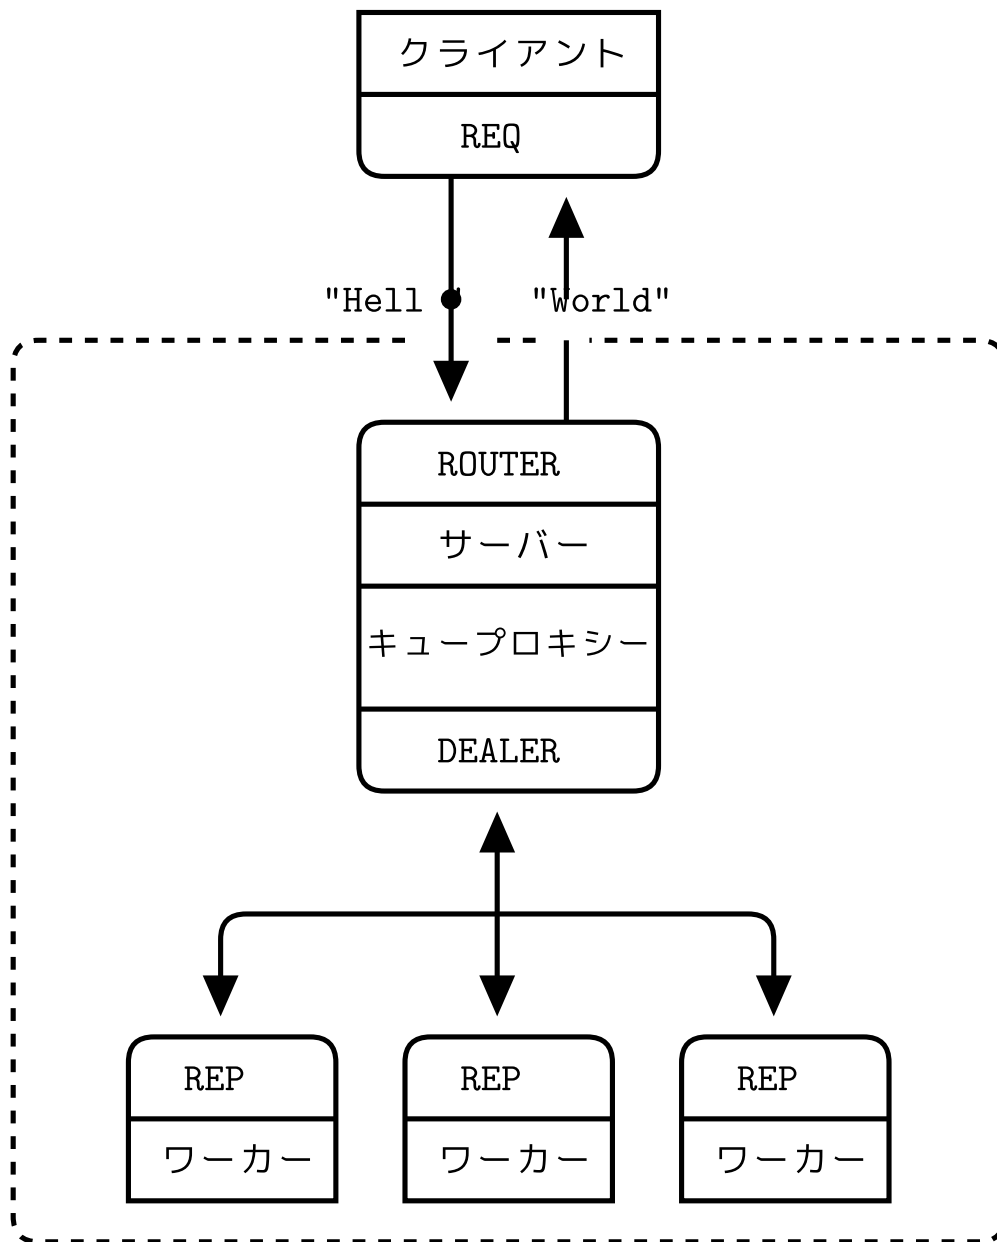 クライアント
REQ
"Hell "
"World"
ROUTER
サーバー
キュープロキシー
DEALER
REP REP REP
ワーカー ワーカー ワーカー